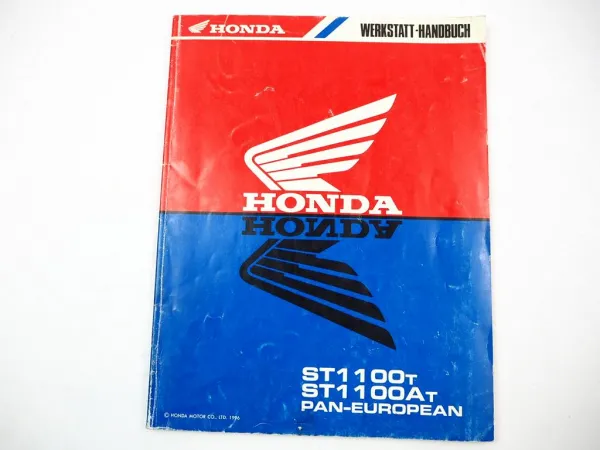 HONDA WERKSTATT-HANDBUCH
HONDA
HONDA
ST1100T
ST1100AT
PAN-EUROPEAN
© HONDA MOTOR CO., LTD. 1996